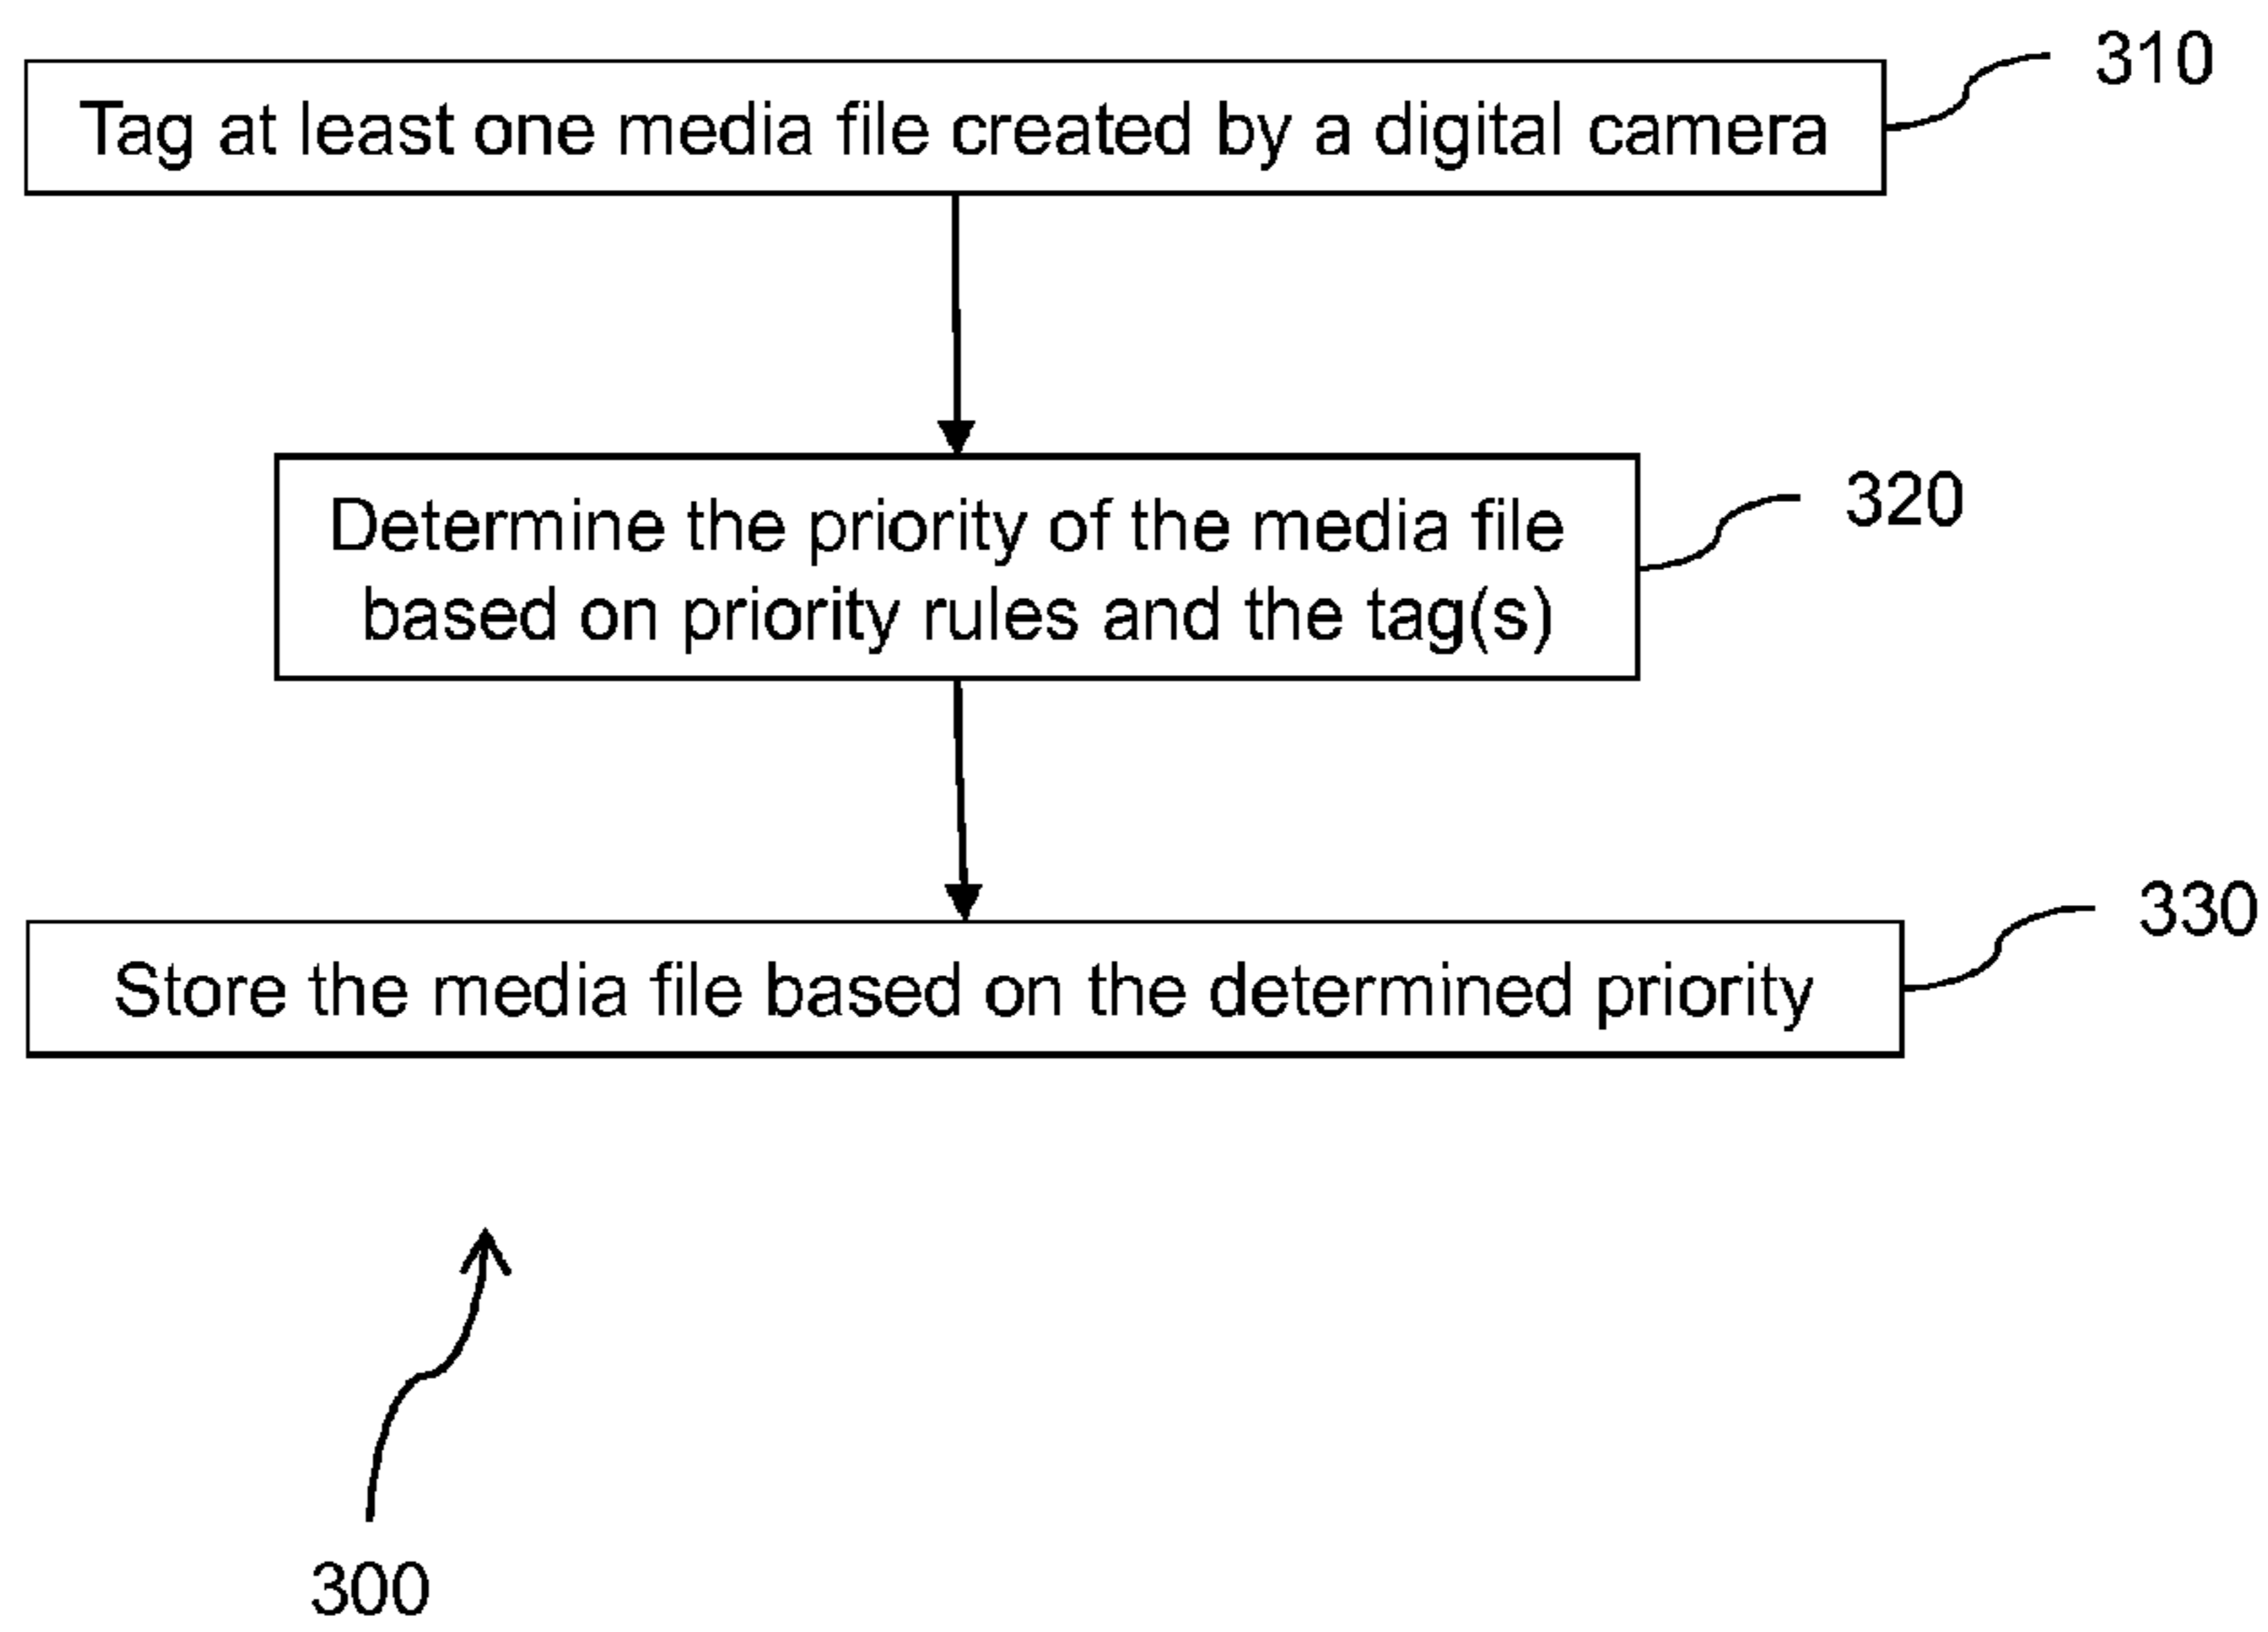 310
Tag at least one media file created by a digital camera
320
Determine the priority of the media file
based on priority rules and the tag(s)
330
Store the media file based on the determined priority
300